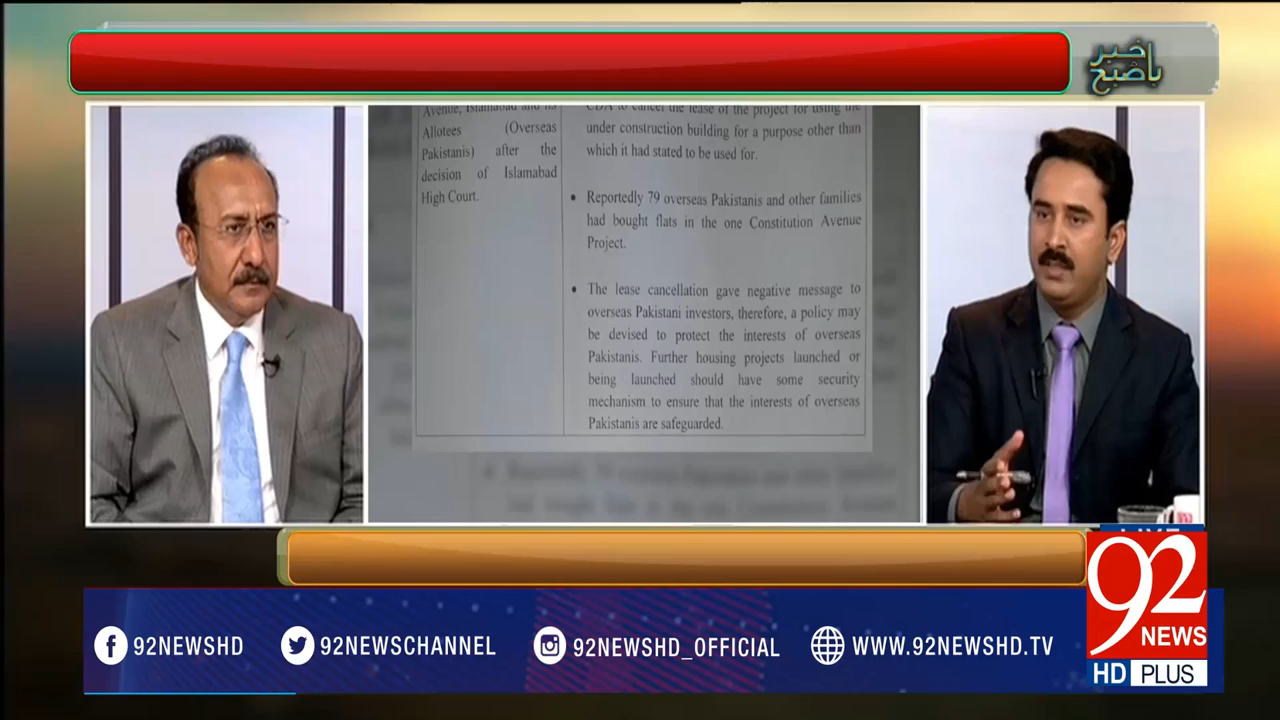 باخبر
صبح
Avenue, Islamabad and its
Allottees (Overseas
Pakistanis) after the
decision of Islamabad
High Court.
CDA to cancel the lease of the project for using the
under construction building for a purpose other than
which it had stated to be used for.
• Reportedly 79 overseas Pakistanis and other families
had bought flats in the one Constitution Avenue
Project.
• The lease cancellation gave negative message to
overseas Pakistani investors, therefore, a policy may
be devised to protect the interests of overseas
Pakistanis. Further housing projects launched or
being launched should have some security
mechanism to ensure that the interests of overseas
Pakistanis are safeguarded.
LIVE
92
NEWS
HD PLUS
92NEWSHD
92NEWSCHANNEL
92NEWSHD_OFFICIAL
WWW.92NEWSHD.TV